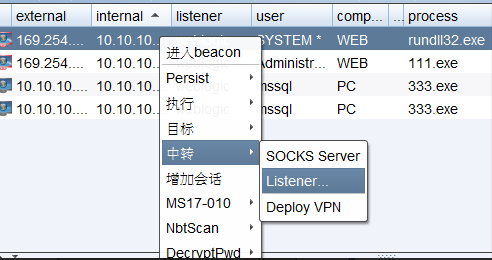 external internal listener user comp... ... process
169.254.... 10.10.10... SYSTEM * WEB rundll32.exe
169.254.... 10.10.10... Administr... WEB 111.exe
10.10.10... 10.10.10... mssql PC 333.exe
10.10.10... 10.10.10... mssql PC 333.exe
进入beacon
Persist
执行
目标
中转
增加会话
MS17-010
NbtScan
DecryptPwd
SOCKS Server
Listener...
Deploy VPN